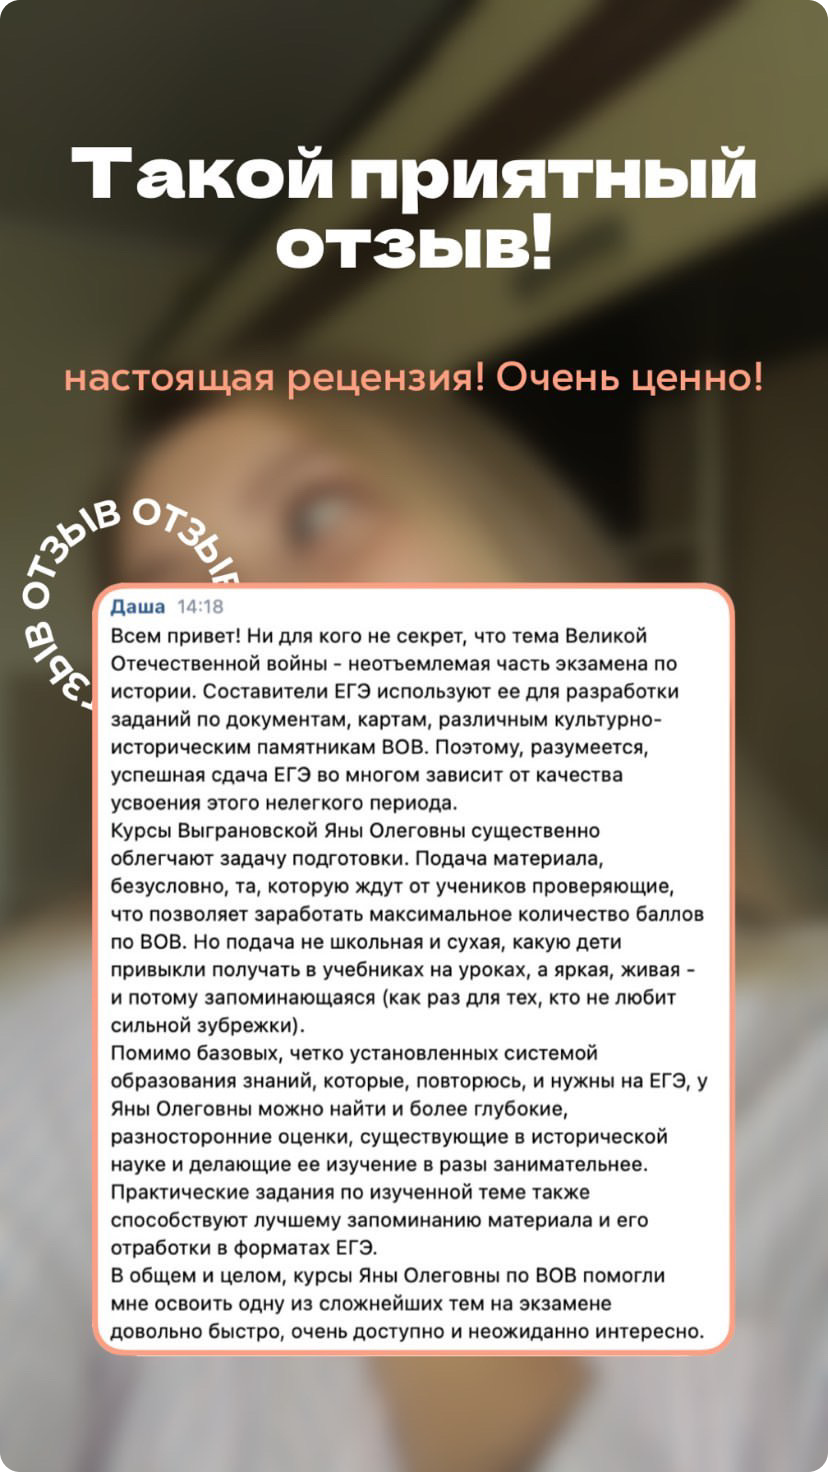 Такой приятный
отзыв!
настоящая рецензия! Очень ценно!
ОТЗЫВ ОТЗЫВ
Даша 14:18
Всем привет! Ни для кого не секрет, что тема Великой
Отечественной войны - неотъемлемая часть экзамена по
истории. Составители ЕГЭ используют ее для разработки
заданий по документам, картам, различным культурно-
историческим памятникам ВОВ. Поэтому, разумеется,
успешная сдача ЕГЭ во многом зависит от качества
усвоения этого нелегкого периода.
Курсы Выграновской Яны Олеговны существенно
облегчают задачу подготовки. Подача материала,
безусловно, та, которую ждут от учеников проверяющие,
что позволяет заработать максимальное количество баллов
по ВОВ. Но подача не школьная и сухая, какую дети
привыкли получать в учебниках на уроках, а яркая, живая -
и потому запоминающаяся (как раз для тех, кто не любит
сильной зубрежки).
Помимо базовых, четко установленных системой
образования знаний, которые, повторюсь, и нужны на ЕГЭ, у
Яны Олеговны можно найти и более глубокие,
разносторонние оценки, существующие в исторической
науке и делающие ее изучение в разы занимательнее.
Практические задания по изученной теме также
способствуют лучшему запоминанию материала и его
отработки в форматах ЕГЭ.
В общем и целом, курсы Яны Олеговны по ВОВ помогли
мне освоить одну из сложнейших тем на экзамене
довольно быстро, очень доступно и неожиданно интересно.